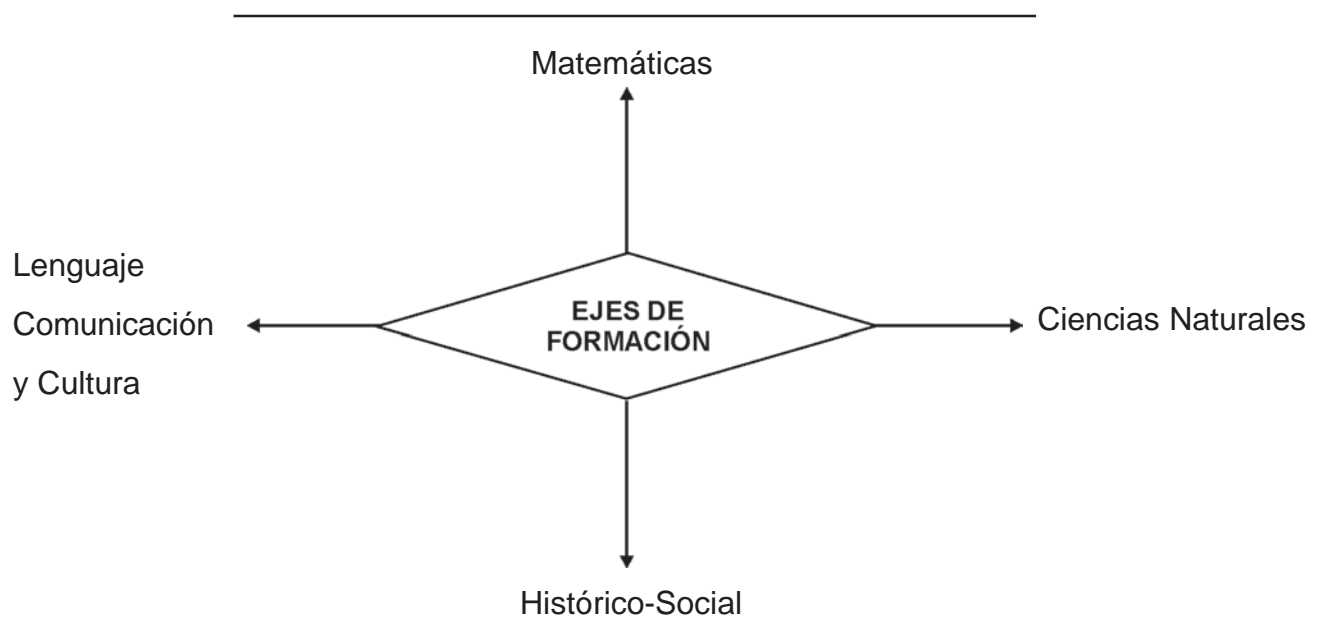 Matemáticas
Lenguaje
Comunicación
y Cultura
EJES DE
FORMACIÓN
Ciencias Naturales
Histórico-Social